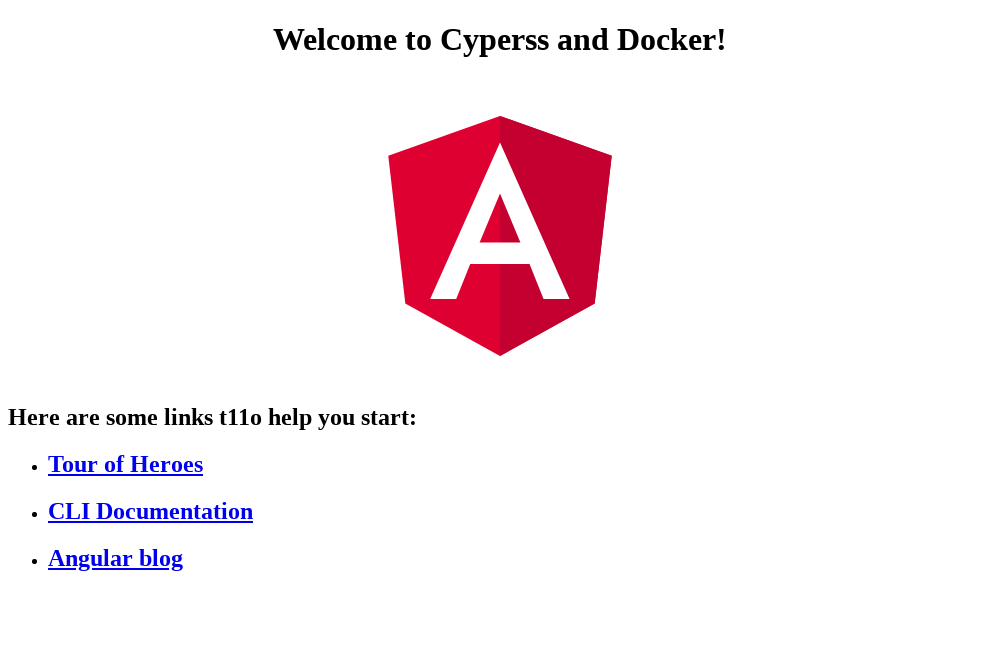 Welcome to Cyperss and Docker!
A
Here are some links t11o help you start:
Tour of Heroes
CLI Documentation
Angular blog